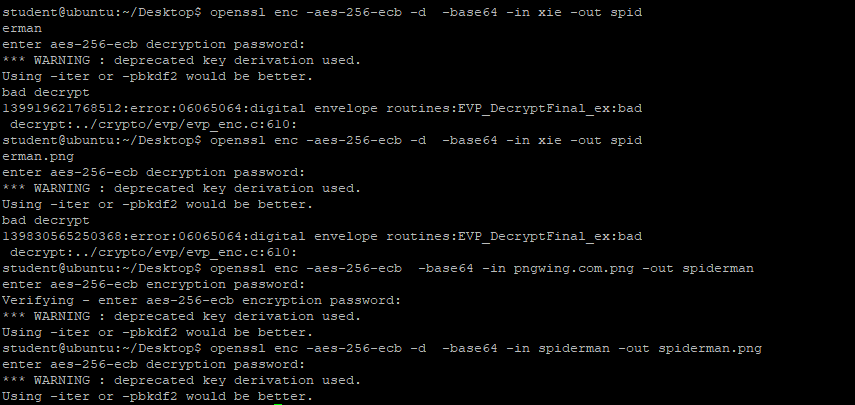 student@ubuntu:~/Desktop$ openssl enc -aes-256-ecb -d  -base64 -in xie -out spid
erman
enter aes-256-ecb decryption password:
*** WARNING : deprecated key derivation used.
Using -iter or -pbkdf2 would be better.
bad decrypt
139919621768512:error:06065064:digital envelope routines:EVP_DecryptFinal_ex:bad
 decrypt:../crypto/evp/evp_enc.c:610:
student@ubuntu:~/Desktop$ openssl enc -aes-256-ecb -d  -base64 -in xie -out spid
erman.png
enter aes-256-ecb decryption password:
*** WARNING : deprecated key derivation used.
Using -iter or -pbkdf2 would be better.
bad decrypt
139830565250368:error:06065064:digital envelope routines:EVP_DecryptFinal_ex:bad
 decrypt:../crypto/evp/evp_enc.c:610:
student@ubuntu:~/Desktop$ openssl enc -aes-256-ecb  -base64 -in pngwing.com.png -out spiderman
enter aes-256-ecb encryption password:
Verifying - enter aes-256-ecb encryption password:
*** WARNING : deprecated key derivation used.
Using -iter or -pbkdf2 would be better.
student@ubuntu:~/Desktop$ openssl enc -aes-256-ecb -d  -base64 -in spiderman -out spiderman.png
enter aes-256-ecb decryption password:
*** WARNING : deprecated key derivation used.
Using -iter or -pbkdf2 would be better.